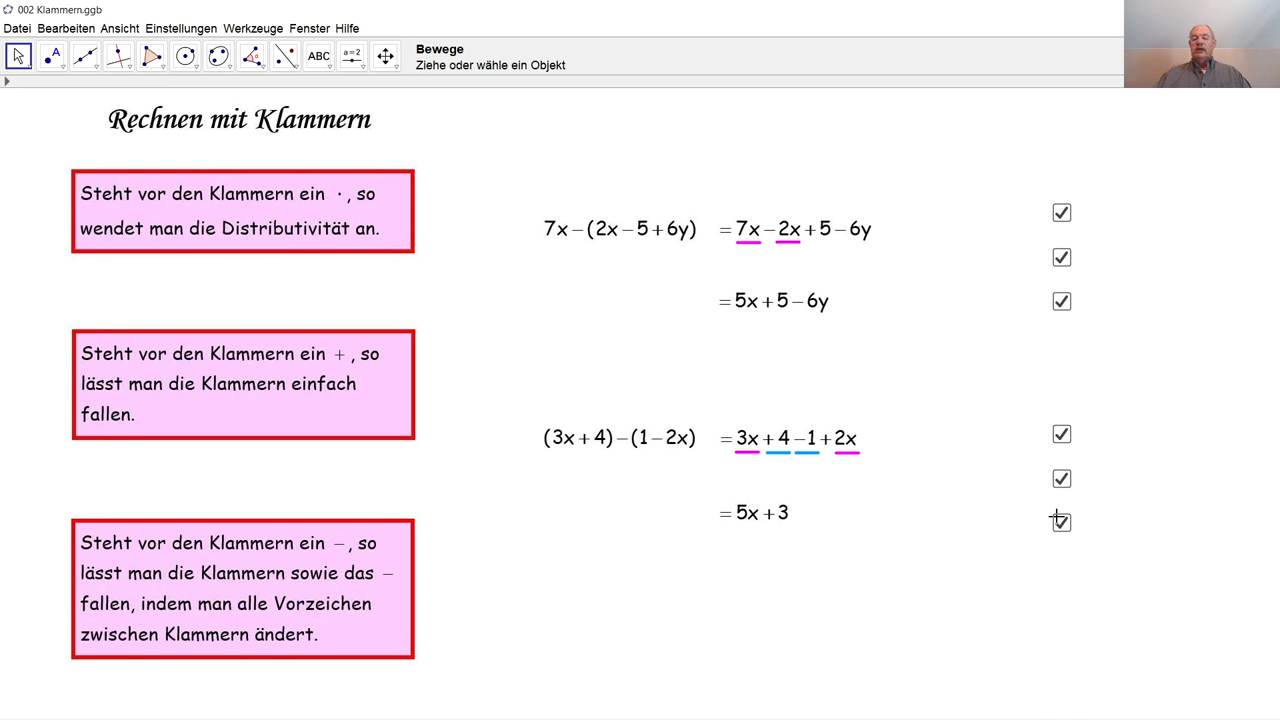 002 Klammern.ggb
Datei Bearbeiten Ansicht Einstellungen Werkzeuge Fenster Hilfe
A
ABC
a=2
Bewege
Ziehe oder wähle ein Objekt
Rechnen mit Klammern
Steht vor den Klammern ein · , so
wendet man die Distributivität an.
Steht vor den Klammern ein + , so
lässt man die Klammern einfach
fallen.
Steht vor den Klammern ein − , so
lässt man die Klammern sowie das −
fallen, indem man alle Vorzeichen
zwischen Klammern ändert.
7x − (2x − 5 + 6y) = 7x − 2x + 5 − 6y
= 5x + 5 − 6y
(3x + 4) − (1 − 2x) = 3x + 4 − 1 + 2x
= 5x + 3